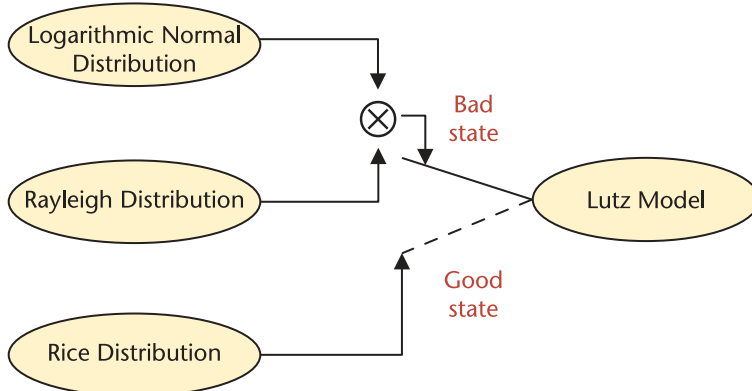 Logarithmic Normal
Distribution
Bad
state
Rayleigh Distribution
Lutz Model
Good
state
Rice Distribution